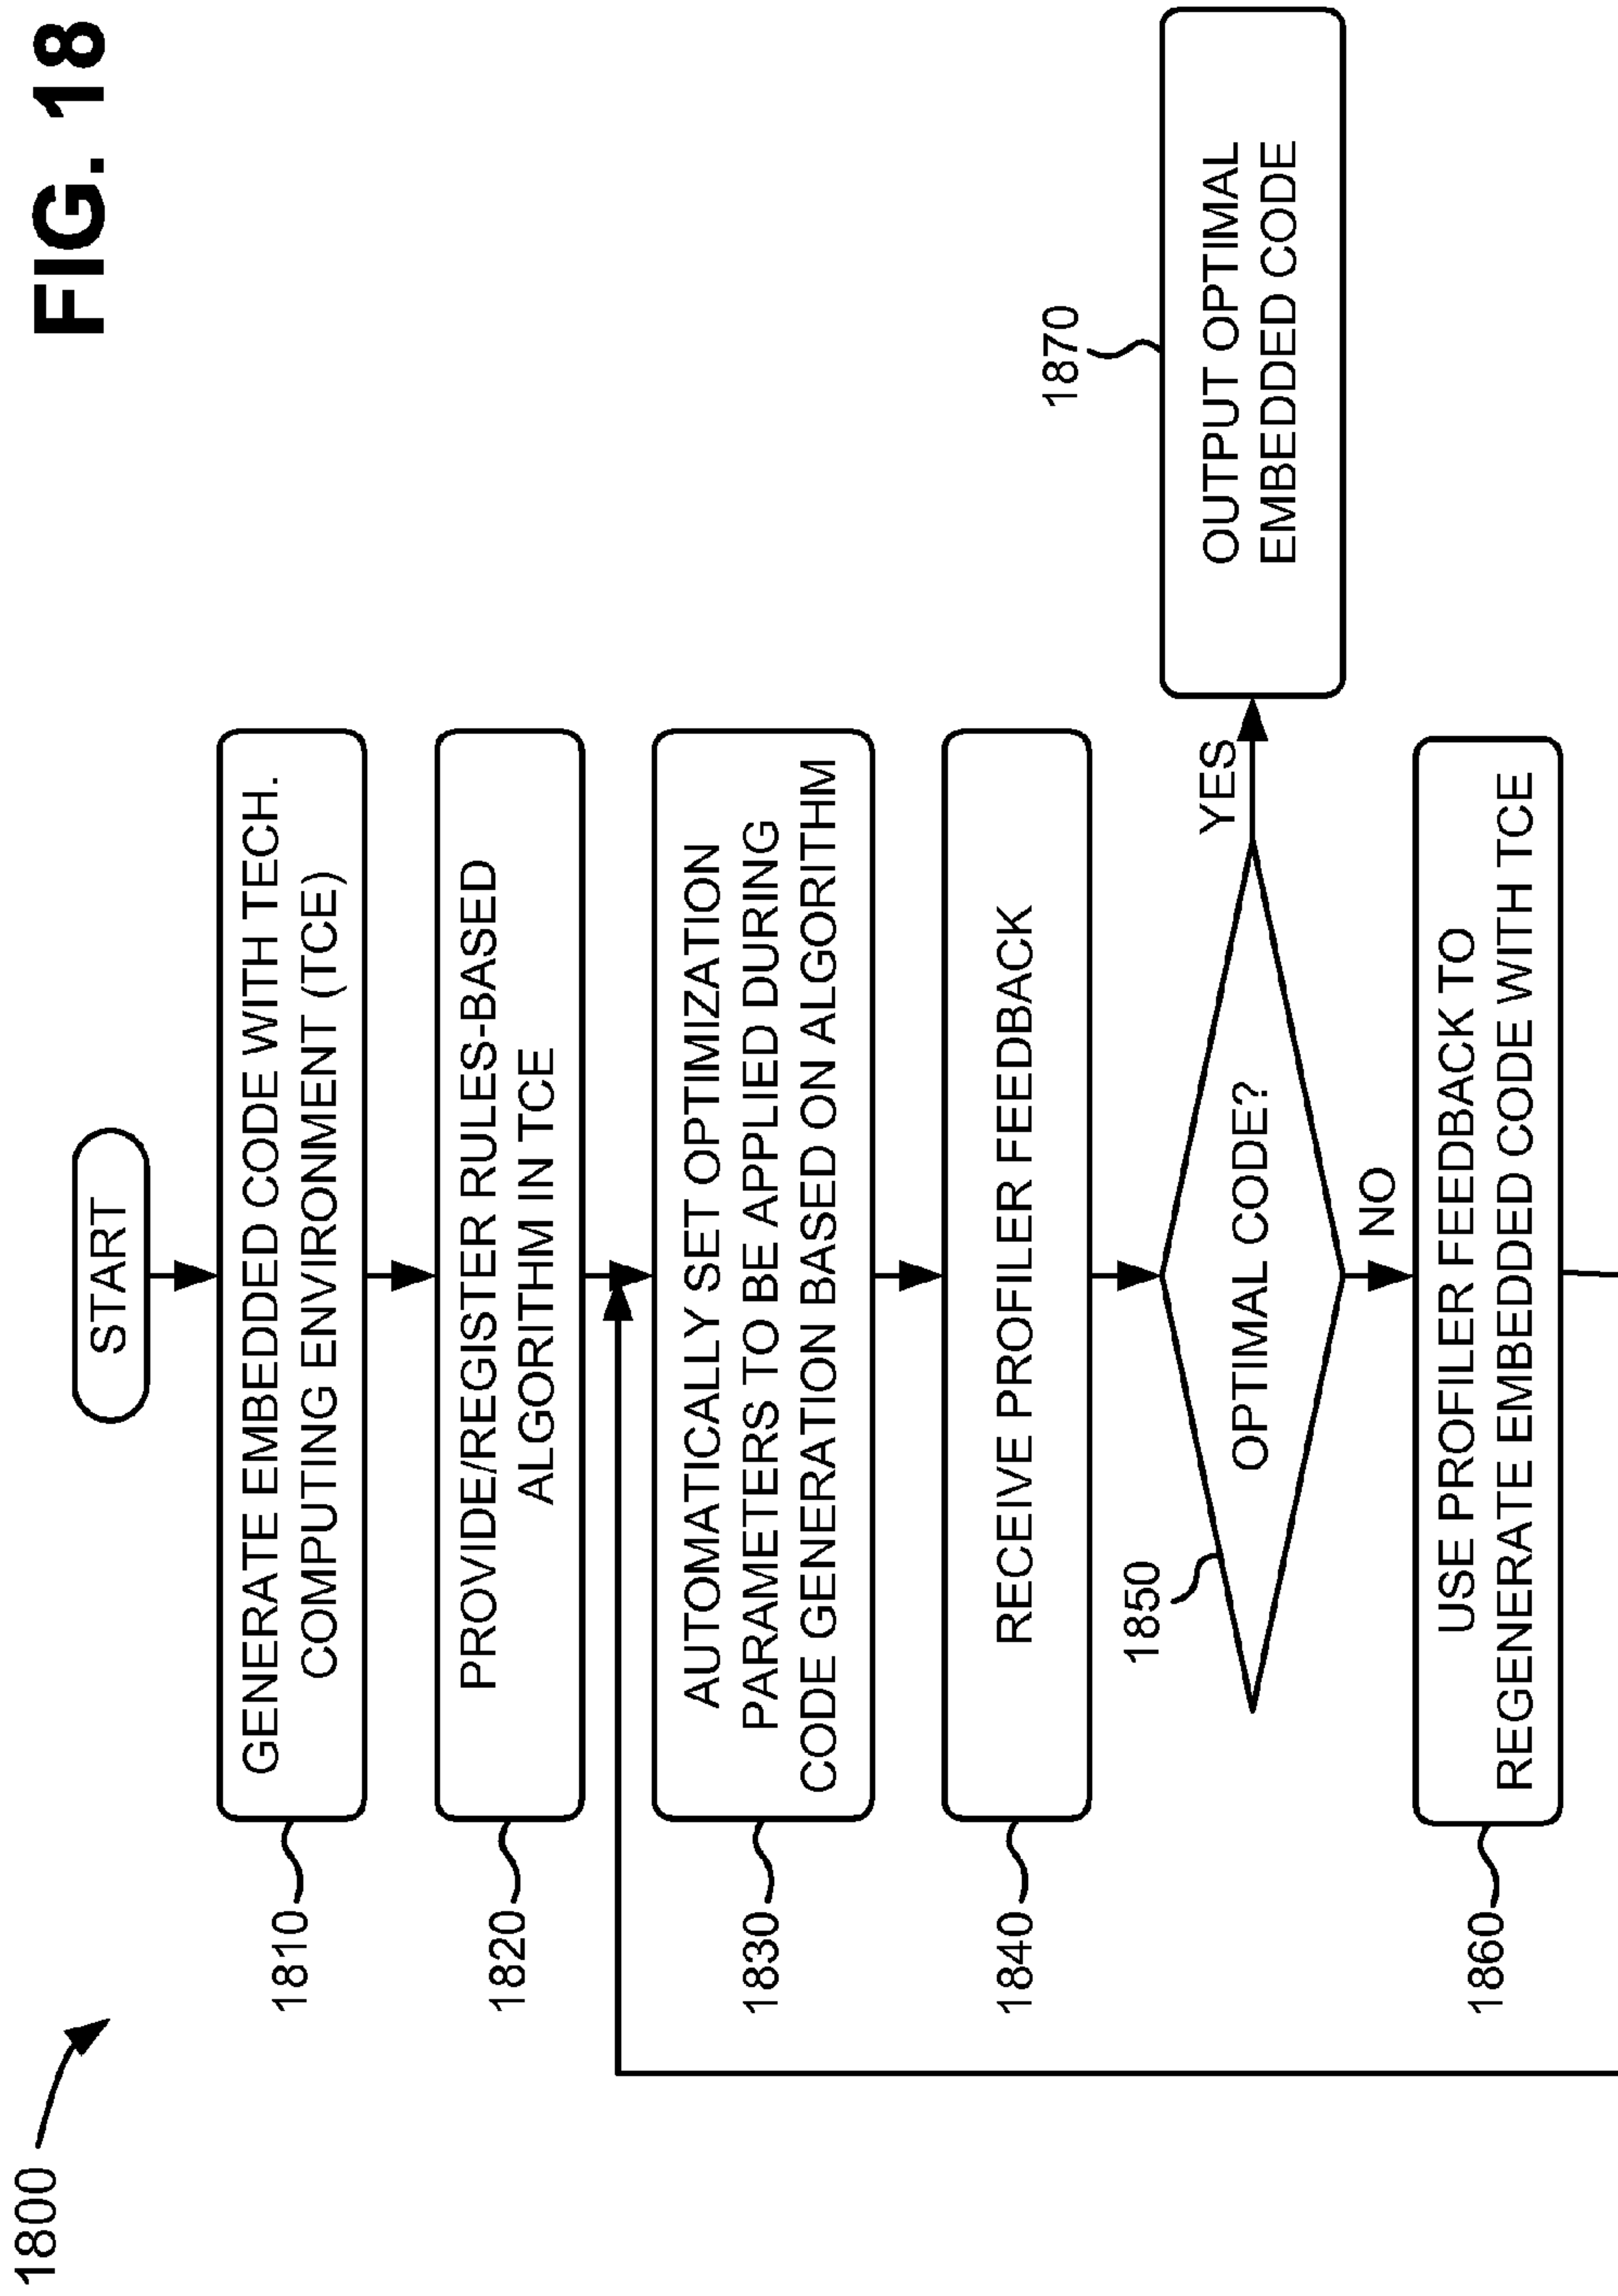 FIG. 18
1800
START
1810
GENERATE EMBEDDED CODE WITH TECH.
COMPUTING ENVIRONMENT (TCE)
1820
PROVIDE/REGISTER RULES-BASED
ALGORITHM IN TCE
1830
AUTOMATICALLY SET OPTIMIZATION
PARAMETERS TO BE APPLIED DURING
CODE GENERATION BASED ON ALGORITHM
1840
RECEIVE PROFILER FEEDBACK
1850
OPTIMAL CODE?
YES
1870
OUTPUT OPTIMAL
EMBEDDED CODE
NO
1860
USE PROFILER FEEDBACK TO
REGENERATE EMBEDDED CODE WITH TCE